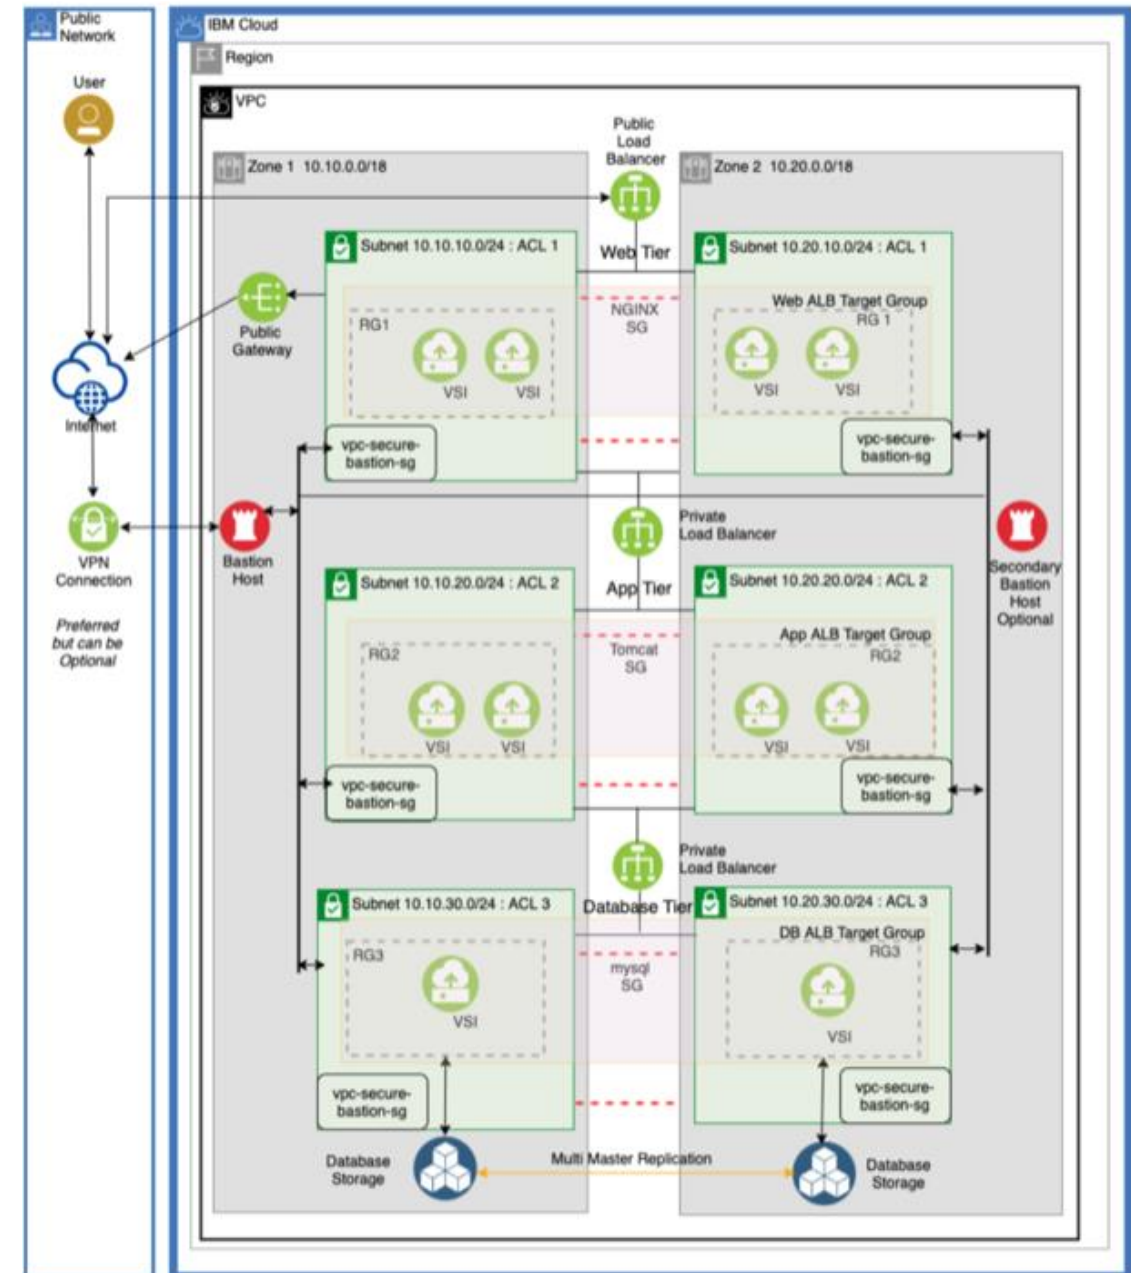 Public
Network
IBM Cloud
Region
VPC
User
Public
Load
Balancer
Zone 1  10.10.0.0/18
Zone 2  10.20.0.0/18
Subnet 10.10.10.0/24 : ACL 1
Web Tier
Subnet 10.20.10.0/24 : ACL 1
Web ALB Target Group
NGINX
SG
RG1
RG 1
VSI
VSI
VSI
VSI
Public
Gateway
Internet
vpc-secure-
bastion-sg
vpc-secure-
bastion-sg
Private
Load Balancer
VPN
Connection
Bastion
Host
Secondary
Bastion
Host
Optional
Preferred
but can be
Optional
Subnet 10.10.20.0/24 : ACL 2
App Tier
Subnet 10.20.20.0/24 : ACL 2
App ALB Target Group
Tomcat
SG
RG2
RG2
VSI
VSI
VSI
VSI
vpc-secure-
bastion-sg
vpc-secure-
bastion-sg
Private
Load Balancer
Subnet 10.10.30.0/24 : ACL 3
Database Tier
Subnet 10.20.30.0/24 : ACL 3
DB ALB Target Group
RG3
RG3
mysql
SG
VSI
VSI
vpc-secure-
bastion-sg
vpc-secure-
bastion-sg
Database
Storage
Multi Master Replication
Database
Storage